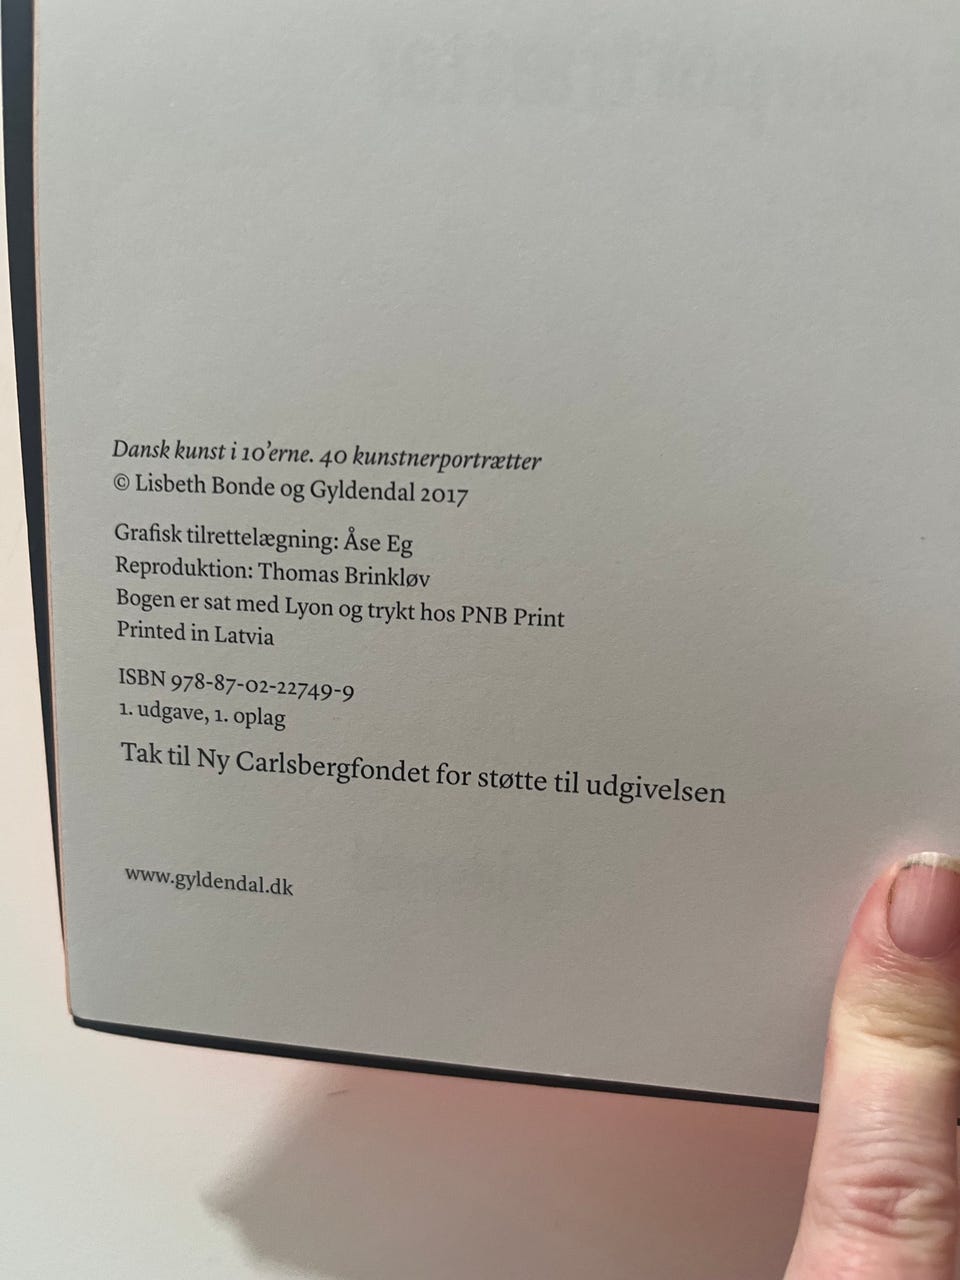 Dansk kunst i 10'erne. 40 kunstnerportrætter
© Lisbeth Bonde og Gyldendal 2017
Grafisk tilrettelægning: Åse Eg
Reproduktion: Thomas Brinkløv
Bogen er sat med Lyon og trykt hos PNB Print
Printed in Latvia
ISBN 978-87-02-22749-9
1. udgave, 1. oplag
Tak til Ny Carlsbergfondet for støtte til udgivelsen
www.gyldendal.dk